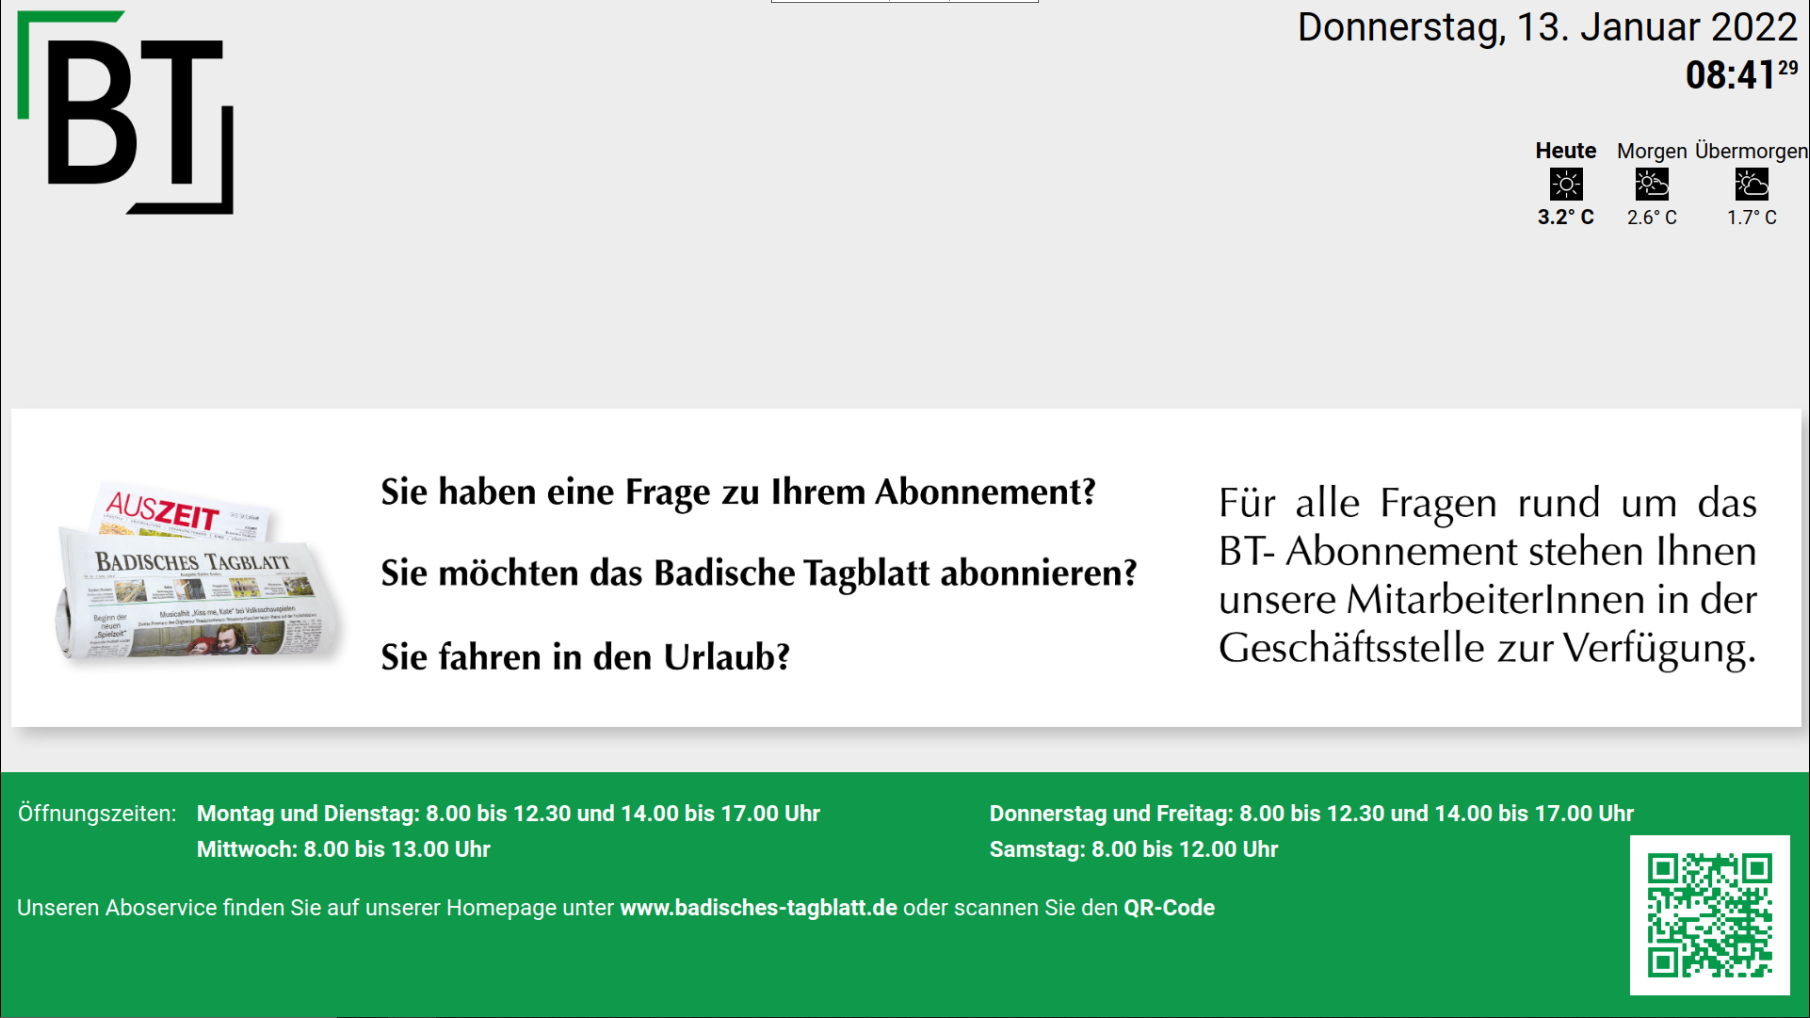 BT
Donnerstag, 13. Januar 2022
08:41 29
Heute Morgen Übermorgen
3.2° C 2.6° C 1.7° C
AUSZEIT
BADISCHES TAGBLATT
Musicalhit „Kiss me, Kate“ bei Volksschauspielen
Beginn der
neuen
„Spielzeit“
Sie haben eine Frage zu Ihrem Abonnement?
Sie möchten das Badische Tagblatt abonnieren?
Sie fahren in den Urlaub?
Für alle Fragen rund um das
BT- Abonnement stehen Ihnen
unsere MitarbeiterInnen in der
Geschäftsstelle zur Verfügung.
Öffnungszeiten: Montag und Dienstag: 8.00 bis 12.30 und 14.00 bis 17.00 Uhr
Mittwoch: 8.00 bis 13.00 Uhr
Donnerstag und Freitag: 8.00 bis 12.30 und 14.00 bis 17.00 Uhr
Samstag: 8.00 bis 12.00 Uhr
Unseren Aboservice finden Sie auf unserer Homepage unter www.badisches-tagblatt.de oder scannen Sie den QR-Code